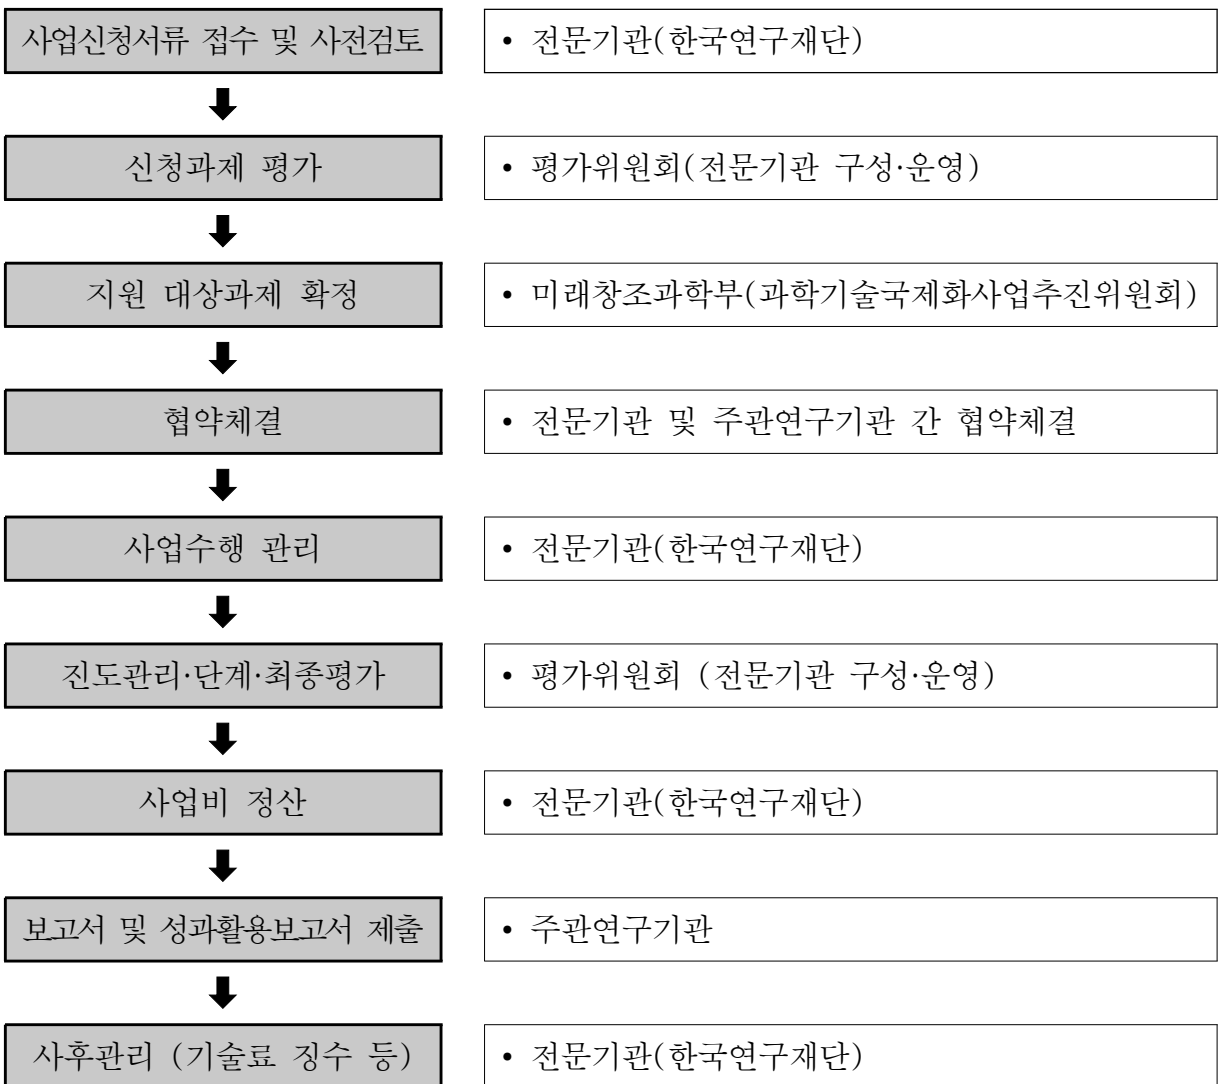 사업신청서류 접수 및 사전검토
• 전문기관(한국연구재단)
신청과제 평가
• 평가위원회(전문기관 구성·운영)
지원 대상과제 확정
• 미래창조과학부(과학기술국제화사업추진위원회)
협약체결
• 전문기관 및 주관연구기관 간 협약체결
사업수행 관리
• 전문기관(한국연구재단)
진도관리·단계·최종평가
• 평가위원회 (전문기관 구성·운영)
사업비 정산
• 전문기관(한국연구재단)
보고서 및 성과활용보고서 제출
• 주관연구기관
사후관리 (기술료 징수 등)
• 전문기관(한국연구재단)